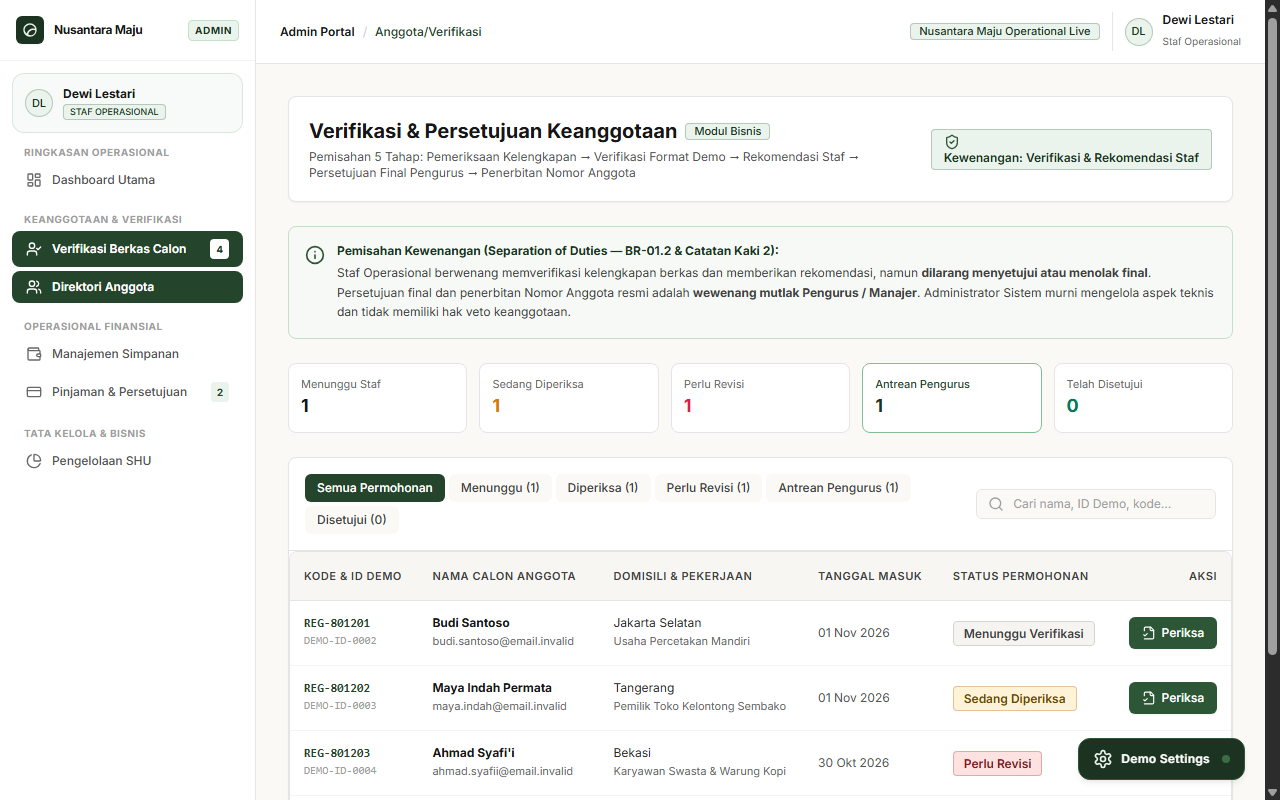 Nusantara Maju
ADMIN
DL
Dewi Lestari
STAF OPERASIONAL
RINGKASAN OPERASIONAL
Dashboard Utama
KEANGGOTAAN & VERIFIKASI
Verifikasi Berkas Calon
4
Direktori Anggota
OPERASIONAL FINANSIAL
Manajemen Simpanan
Pinjaman & Persetujuan
2
TATA KELOLA & BISNIS
Pengelolaan SHU
Admin Portal / Anggota/Verifikasi
Nusantara Maju Operational Live
DL
Dewi Lestari
Staf Operasional
Verifikasi & Persetujuan Keanggotaan
Modul Bisnis
Pemisahan 5 Tahap: Pemeriksaan Kelengkapan → Verifikasi Format Demo → Rekomendasi Staf →
Persetujuan Final Pengurus → Penerbitan Nomor Anggota
Kewenangan: Verifikasi & Rekomendasi Staf
Pemisahan Kewenangan (Separation of Duties — BR-01.2 & Catatan Kaki 2):
Staf Operasional berwenang memverifikasi kelengkapan berkas dan memberikan rekomendasi, namun dilarang menyetujui atau menolak final.
Persetujuan final dan penerbitan Nomor Anggota resmi adalah wewenang mutlak Pengurus / Manajer. Administrator Sistem murni mengelola aspek teknis
dan tidak memiliki hak veto keanggotaan.
Menunggu Staf
1
Sedang Diperiksa
1
Perlu Revisi
1
Antrean Pengurus
1
Telah Disetujui
0
Semua Permohonan
Menunggu (1)
Diperiksa (1)
Perlu Revisi (1)
Antrean Pengurus (1)
Disetujui (0)
Cari nama, ID Demo, kode...
KODE & ID DEMO
NAMA CALON ANGGOTA
DOMISILI & PEKERJAAN
TANGGAL MASUK
STATUS PERMOHONAN
AKSI
REG-801201
DEMO-ID-0002
Budi Santoso
budi.santoso@email.invalid
Jakarta Selatan
Usaha Percetakan Mandiri
01 Nov 2026
Menunggu Verifikasi
Periksa
REG-801202
DEMO-ID-0003
Maya Indah Permata
maya.indah@email.invalid
Tangerang
Pemilik Toko Kelontong Sembako
01 Nov 2026
Sedang Diperiksa
Periksa
REG-801203
DEMO-ID-0004
Ahmad Syafi'i
ahmad.syafii@email.invalid
Bekasi
Karyawan Swasta & Warung Kopi
30 Okt 2026
Perlu Revisi
Demo Settings